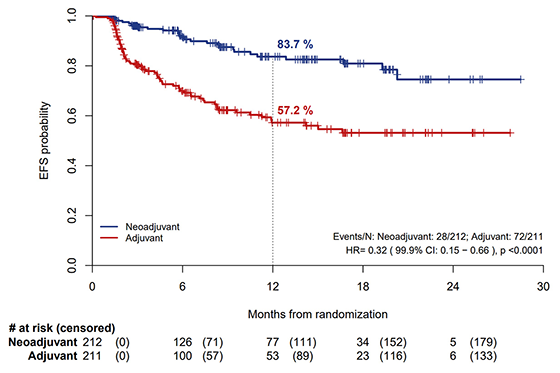 1.0
0.8
0.6
0.4
0.2
0.0
EFS probability
83.7 %
57.2 %
Neoadjuvant
Adjuvant
Events/N: Neoadjuvant: 28/212; Adjuvant: 72/211
HR= 0.32 ( 99.9% CI: 0.15 − 0.66 ), p <0.0001
0 6 12 18 24 30
Months from randomization
# at risk (censored)
Neoadjuvant 212 (0) 126 (71) 77 (111) 34 (152) 5 (179)
Adjuvant 211 (0) 100 (57) 53 (89) 23 (116) 6 (133)